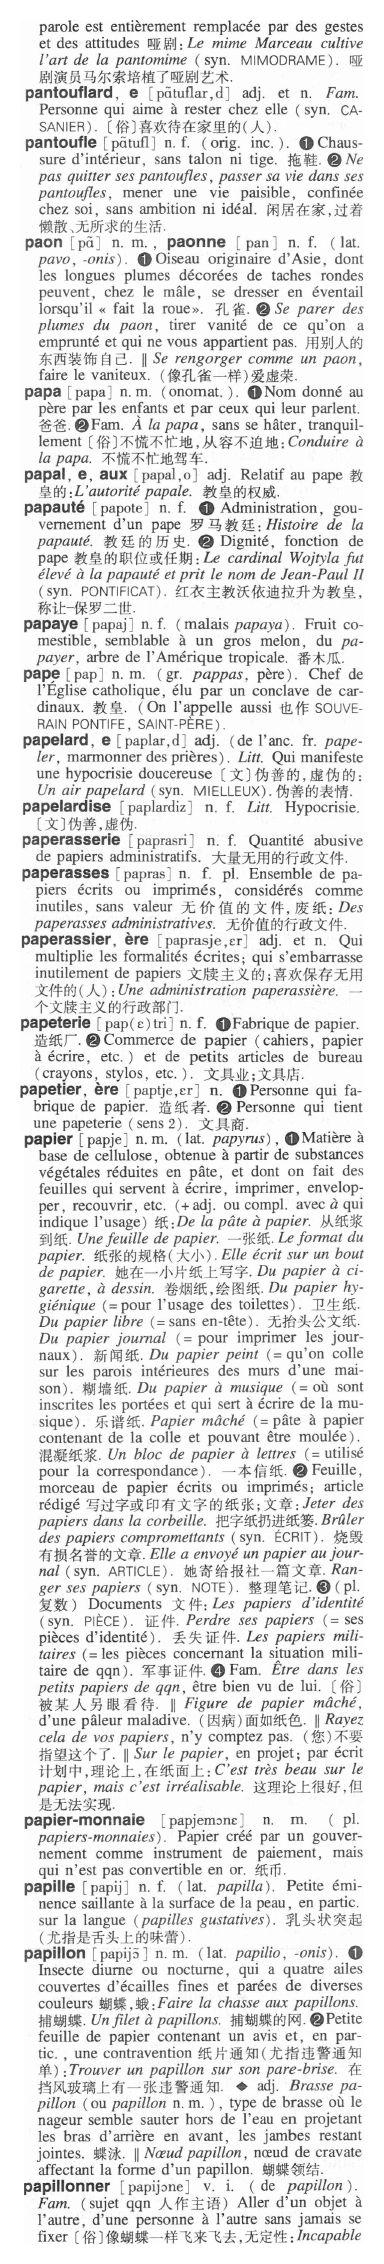 parole est entièrement remplacée par des gestes
et des attitudes 哑剧: Le mime Marceau cultive
l'art de la pantomime (syn. MIMODRAME). 哑
剧演员马尔索培植了哑剧艺术.
pantouflard, e [pɑ̃tuflar,d] adj. et n. Fam.
Personne qui aime à rester chez elle (syn. CA-
SANIER). 〔俗〕喜欢待在家里的(人).
pantoufle [pɑ̃tufl] n. f. (orig. inc.). ❶ Chaus-
sure d'intérieur, sans talon ni tige. 拖鞋. ❷ Ne
pas quitter ses pantoufles, passer sa vie dans ses
pantoufles, mener une vie paisible, confinée
chez soi, sans ambition ni idéal. 闲居在家,过着
懒散、无所求的生活.
paon [pɑ̃] n. m., paonne [pan] n. f. (lat.
pavo, -onis). ❶ Oiseau originaire d'Asie, dont
les longues plumes décorées de taches rondes
peuvent, chez le mâle, se dresser en éventail
lorsqu'il « fait la roue». 孔雀. ❷ Se parer des
plumes du paon, tirer vanité de ce qu'on a
emprunté et qui ne vous appartient pas. 用别人的
东西装饰自己. ‖ Se rengorger comme un paon,
faire le vaniteux. (像孔雀一样)爱虚荣.
papa [papa] n. m. (onomat.). ❶Nom donné au
père par les enfants et par ceux qui leur parlent.
爸爸. ❷Fam. À la papa, sans se hâter, tranquil-
lement 〔俗〕不慌不忙地,从容不迫地: Conduire à
la papa. 不慌不忙地驾车.
papal, e, aux [papal,o] adj. Relatif au pape 教
皇的: L'autorité papale. 教皇的权威.
papauté [papote] n. f. ❶ Administration, gou-
vernement d'un pape 罗马教廷: Histoire de la
papauté. 教廷的历史. ❷ Dignité, fonction de
pape 教皇的职位或任期: Le cardinal Wojtyla fut
élevé à la papauté et prit le nom de Jean-Paul II
(syn. PONTIFICAT). 红衣主教沃依迪拉升为教皇,
称让–保罗二世.
papaye [papaj] n. f. (malais papaya). Fruit co-
mestible, semblable à un gros melon, du pa-
payer, arbre de l'Amérique tropicale. 番木瓜.
pape [pap] n. m. (gr. pappas, père). Chef de
l'Église catholique, élu par un conclave de car-
dinaux. 教皇. (On l'appelle aussi 也作 SOUVE-
RAIN PONTIFE, SAINT-PÈRE).
papelard, e [paplar,d] adj. (de l'anc. fr. pape-
ler, marmonner des prières). Litt. Qui manifeste
une hypocrisie doucereuse 〔文〕伪善的,虚伪的:
Un air papelard (syn. MIELLEUX). 伪善的表情.
papelardise [paplardiz] n. f. Litt. Hypocrisie.
〔文〕伪善,虚伪.
paperasserie [paprasri] n. f. Quantité abusive
de papiers administratifs. 大量无用的行政文件.
paperasses [papras] n. f. pl. Ensemble de pa-
piers écrits ou imprimés, considérés comme
inutiles, sans valeur 无价值的文件,废纸: Des
paperasses administratives. 无价值的行政文件.
paperassier, ère [paprasje,ɛr] adj. et n. Qui
multiplie les formalités écrites; qui s'embarrasse
inutilement de papiers 文牍主义的;喜欢保存无用
文件的(人): Une administration paperassière. 一
个文牍主义的行政部门.
papeterie [pap(ɛ)tri] n. f. ❶Fabrique de papier.
造纸厂. ❷ Commerce de papier (cahiers, papier
à écrire, etc.) et de petits articles de bureau
(crayons, stylos, etc.). 文具业;文具店.
papetier, ère [paptje,ɛr] n. ❶ Personne qui fa-
brique de papier. 造纸者. ❷ Personne qui tient
une papeterie (sens 2). 文具商.
papier [papje] n. m. (lat. papyrus), ❶Matière à
base de cellulose, obtenue à partir de substances
végétales réduites en pâte, et dont on fait des
feuilles qui servent à écrire, imprimer, envelop-
per, recouvrir, etc. (+ adj. ou compl. avec à qui
indique l'usage) 纸: De la pâte à papier. 从纸浆
到纸. Une feuille de papier. 一张纸. Le format du
papier. 纸张的规格(大小). Elle écrit sur un bout
de papier. 她在一小片纸上写字. Du papier à ci-
garette, à dessin. 卷烟纸,绘图纸. Du papier hy-
giénique (= pour l'usage des toilettes). 卫生纸.
Du papier libre (= sans en-tête). 无抬头公文纸.
Du papier journal (= pour imprimer les jour-
naux). 新闻纸. Du papier peint (= qu'on colle
sur les parois intérieures des murs d'une mai-
son). 糊墙纸. Du papier à musique (= où sont
inscrites les portées et qui sert à écrire de la mu-
sique). 乐谱纸. Papier mâché (= pâte à papier
contenant de la colle et pouvant être moulée).
混凝纸浆. Un bloc de papier à lettres (= utilisé
pour la correspondance). 一本信纸. ❷ Feuille,
morceau de papier écrits ou imprimés; article
rédigé 写过字或印有文字的纸张;文章: Jeter des
papiers dans la corbeille. 把字纸扔进纸篓. Brûler
des papiers compromettants (syn. ÉCRIT). 烧毁
有损名誉的文章. Elle a envoyé un papier au jour-
nal (syn. ARTICLE). 她寄给报社一篇文章. Ran-
ger ses papiers (syn. NOTE). 整理笔记. ❸ (pl.
复数) Documents 文件: Les papiers d'identité
(syn. PIÈCE). 证件. Perdre ses papiers (= ses
pièces d'identité). 丢失证件. Les papiers mili-
taires (= les pièces concernant la situation mili-
taire de qqn). 军事证件. ❹ Fam. Être dans les
petits papiers de qqn, être bien vu de lui. 〔俗〕
被某人另眼看待. ‖ Figure de papier mâché,
d'une pâleur maladive. (因病)面如纸色. ‖ Rayez
cela de vos papiers, n'y comptez pas. (您)不要
指望这个了. ‖ Sur le papier, en projet; par écrit
计划中,理论上,在纸面上: C'est très beau sur le
papier, mais c'est irréalisable. 这理论上很好,但
是无法实现.
papier-monnaie [papjemɔnɛ] n. m. ( pl.
papiers-monnaies). Papier créé par un gouver-
nement comme instrument de paiement, mais
qui n'est pas convertible en or. 纸币.
papille [papij] n. f. (lat. papilla). Petite émi-
nence saillante à la surface de la peau, en partic.
sur la langue (papilles gustatives). 乳头状突起
(尤指是舌头上的味蕾).
papillon [papijɔ̃] n. m. (lat. papilio, -onis). ❶
Insecte diurne ou nocturne, qui a quatre ailes
couvertes d'écailles fines et parées de diverses
couleurs 蝴蝶,蛾: Faire la chasse aux papillons.
捕蝴蝶. Un filet à papillons. 捕蝴蝶的网. ❷Petite
feuille de papier contenant un avis et, en par-
tic., une contravention 纸片通知(尤指违警通知
单): Trouver un papillon sur son pare-brise. 在
挡风玻璃上有一张违警通知. ◆ adj. Brasse pa-
pillon (ou papillon n. m.), type de brasse où le
nageur semble sauter hors de l'eau en projetant
les bras d'arrière en avant, les jambes restant
jointes. 蝶泳. ‖ Nœud papillon, nœud de cravate
affectant la forme d'un papillon. 蝴蝶领结.
papillonner [papijɔne] v. i. (de papillon).
Fam. (sujet qqn 人作主语) Aller d'un objet à
l'autre, d'une personne à l'autre sans jamais se
fixer 〔俗〕像蝴蝶一样飞来飞去,无定性: Incapable